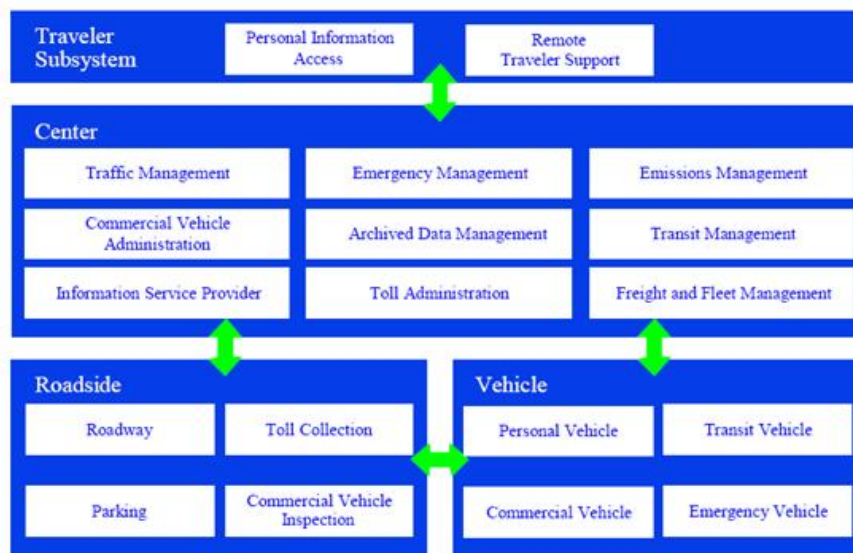 Traveler
Subsystem
Personal Information
Access
Remote
Traveler Support
Center
Traffic Management
Emergency Management
Emissions Management
Commercial Vehicle
Administration
Archived Data Management
Transit Management
Information Service Provider
Toll Administration
Freight and Fleet Management
Roadside
Roadway
Toll Collection
Parking
Commercial Vehicle
Inspection
Vehicle
Personal Vehicle
Transit Vehicle
Commercial Vehicle
Emergency Vehicle